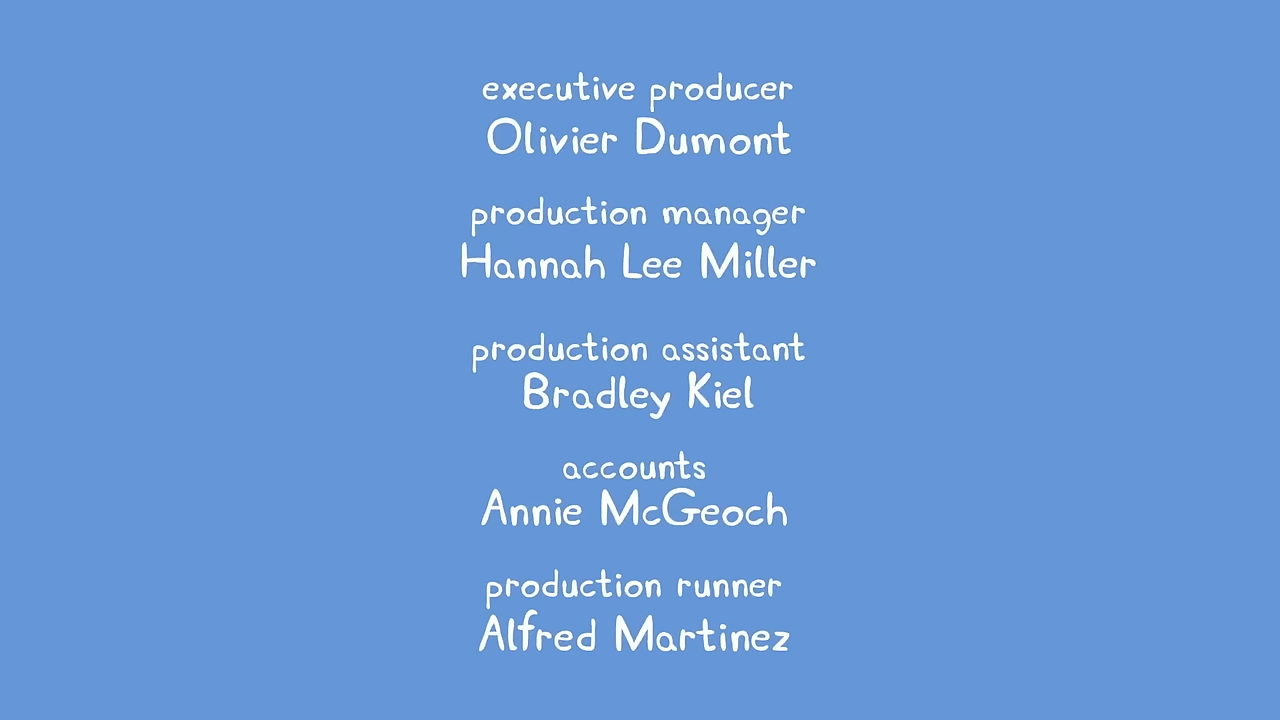 executive producer
Olivier Dumont
production manager
Hannah Lee Miller
production assistant
Bradley Kiel
accounts
Annie McGeoch
production runner
Alfred Martinez